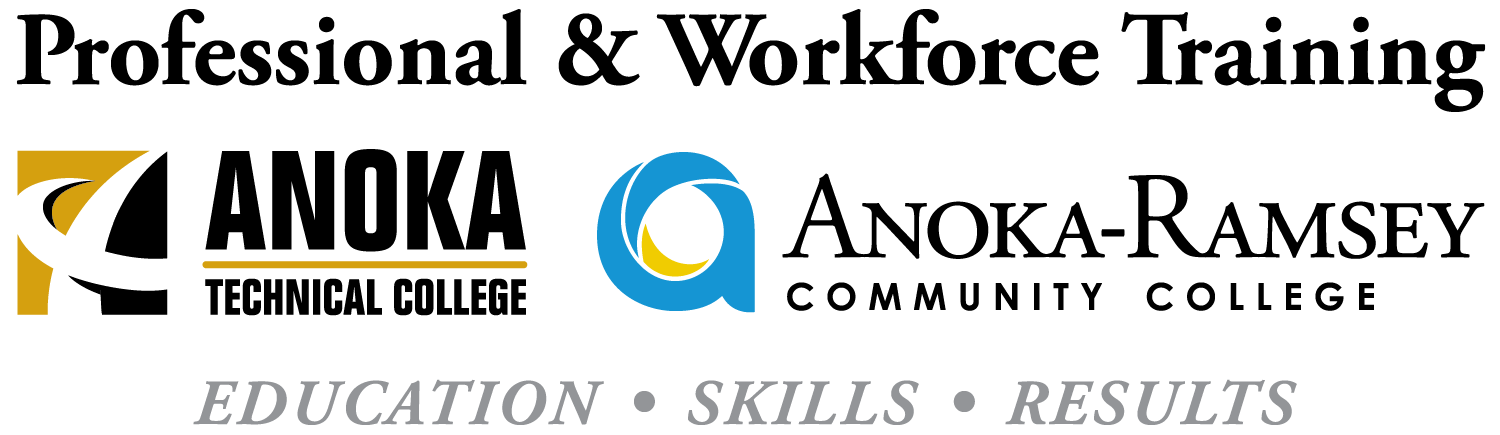 Professional & Workforce Training
ANOKA
TECHNICAL COLLEGE
ANOKA-RAMSEY
COMMUNITY COLLEGE
EDUCATION • SKILLS • RESULTS